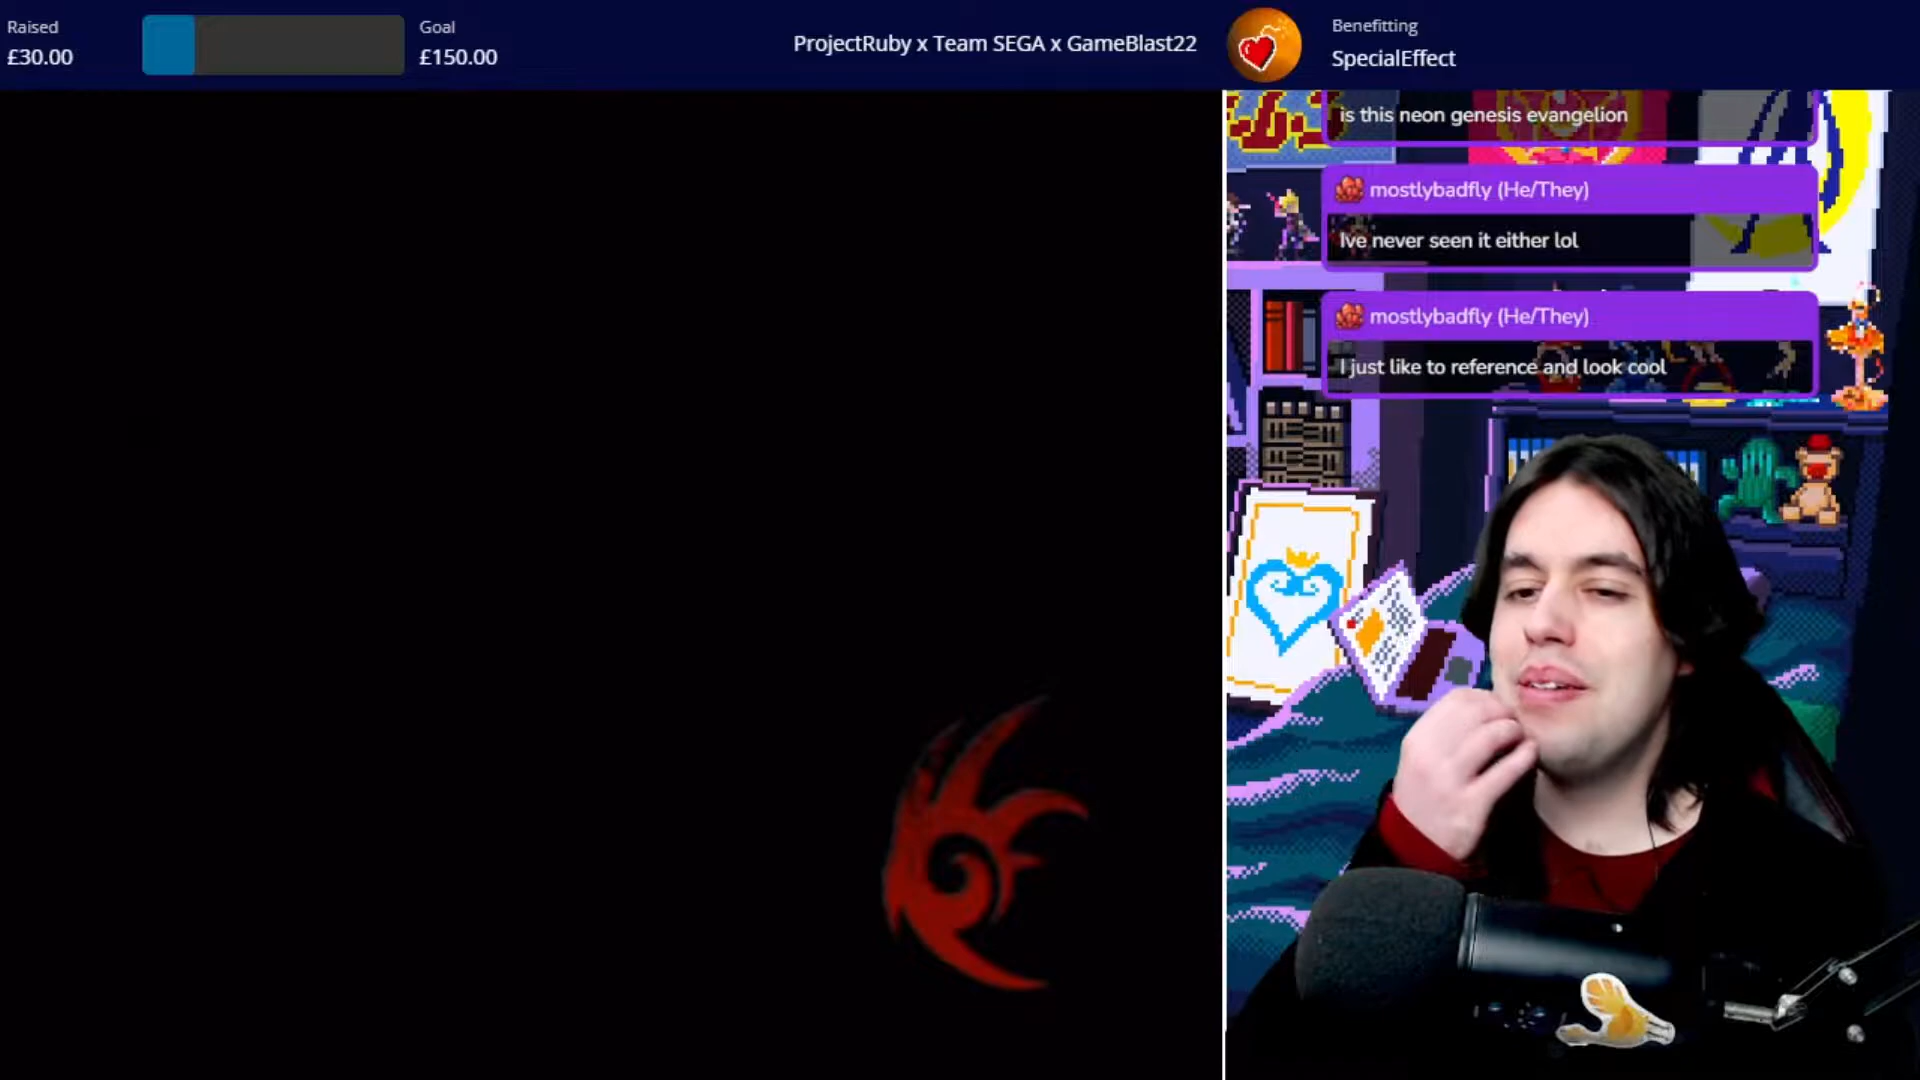 Raised
£30.00
Goal
£150.00
ProjectRuby x Team SEGA x GameBlast22
Benefitting
SpecialEffect
is this neon genesis evangelion
mostlybadfly (He/They)
Ive never seen it either lol
mostlybadfly (He/They)
I just like to reference and look cool